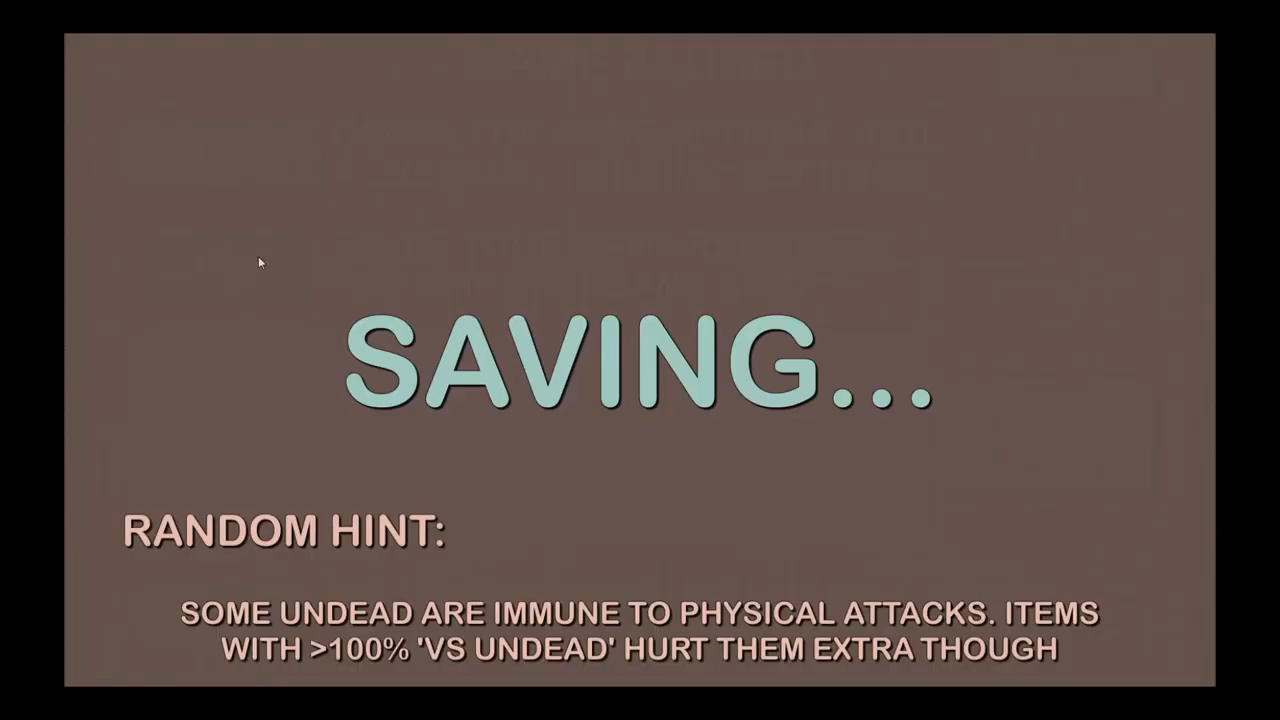 SAVING...
RANDOM HINT:
SOME UNDEAD ARE IMMUNE TO PHYSICAL ATTACKS. ITEMS
WITH >100% 'VS UNDEAD' HURT THEM EXTRA THOUGH